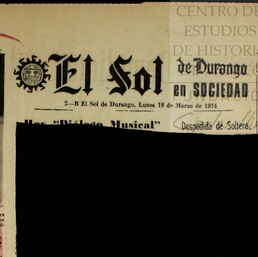 CENTRO DE
ESTUDIOS
DE HISTORIA
El Sol de Durango
en SOCIEDAD
2—B El Sol de Durango, Lunes 18 de Marzo de 1974
Hoy "Diálogo Musical"
Despedida de Soltera